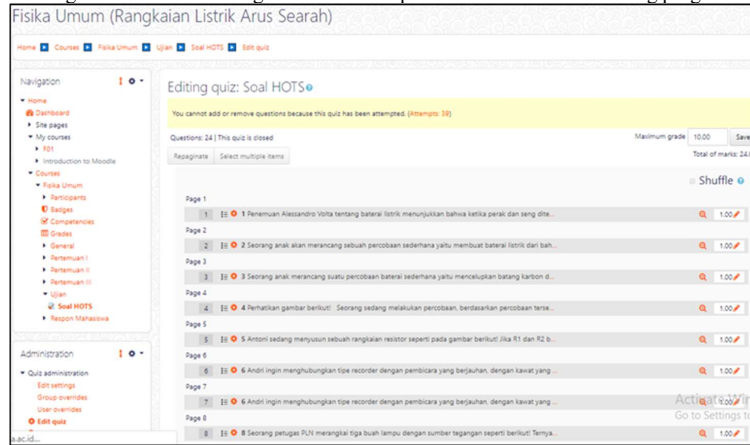 Fisika Umum (Rangkaian Listrik Arus Searah)
Home Courses Fisika Umum Ujian Soal HOTS Edit quiz
Navigation
Home
Dashboard
Site pages
My courses
F01
Introduction to Moodle
Courses
Fisika Umum
Participants
Badges
Competencies
Grades
General
Pertemuan I
Pertemuan II
Pertemuan III
Ujian
Soal HOTS
Respon Mahasiswa
Administration
Quiz administration
Edit settings
Group overrides
User overrides
Edit quiz
a.ac.id...
Editing quiz: Soal HOTS
You cannot add or remove questions because this quiz has been attempted. (Attempts: 39)
Questions: 24 | This quiz is closed
Maximum grade 10.00 Save
Repaginate Select multiple items
Total of marks: 24.
Shuffle
Page 1
1 1 Penemuan Alessandro Volta tentang baterai listrik menunjukkan bahwa ketika perak dan seng dite... 1.00
Page 2
2 2 Seorang anak akan merancang sebuah percobaan sederhana yaitu membuat baterai listrik dari bah... 1.00
Page 3
3 3 Seorang anak merancang suatu percobaan baterai sederhana yaitu mencelupkan batang karbon d... 1.00
Page 4
4 4 Perhatikan gambar berikut! Seorang sedang melakukan percobaan, berdasarkan percobaan terse... 1.00
Page 5
5 5 Antoni sedang menyusun sebuah rangkaian resistor seperti pada gambar berikut! Jika R1 dan R2 b... 1.00
Page 6
6 6 Andri ingin menghubungkan tipe recorder dengan pembicara yang berjauhan, dengan kawat yang ... 1.00
Page 7
7 6 Andri ingin menghubungkan tipe recorder dengan pembicara yang berjauhan, dengan kawat yang ... 1.00
Page 8
8 8 Seorang petugas PLN merangkai tiga buah lampu dengan sumber tegangan seperti berikut! Ternya... 1.00
Activate Win
Go to Settings to